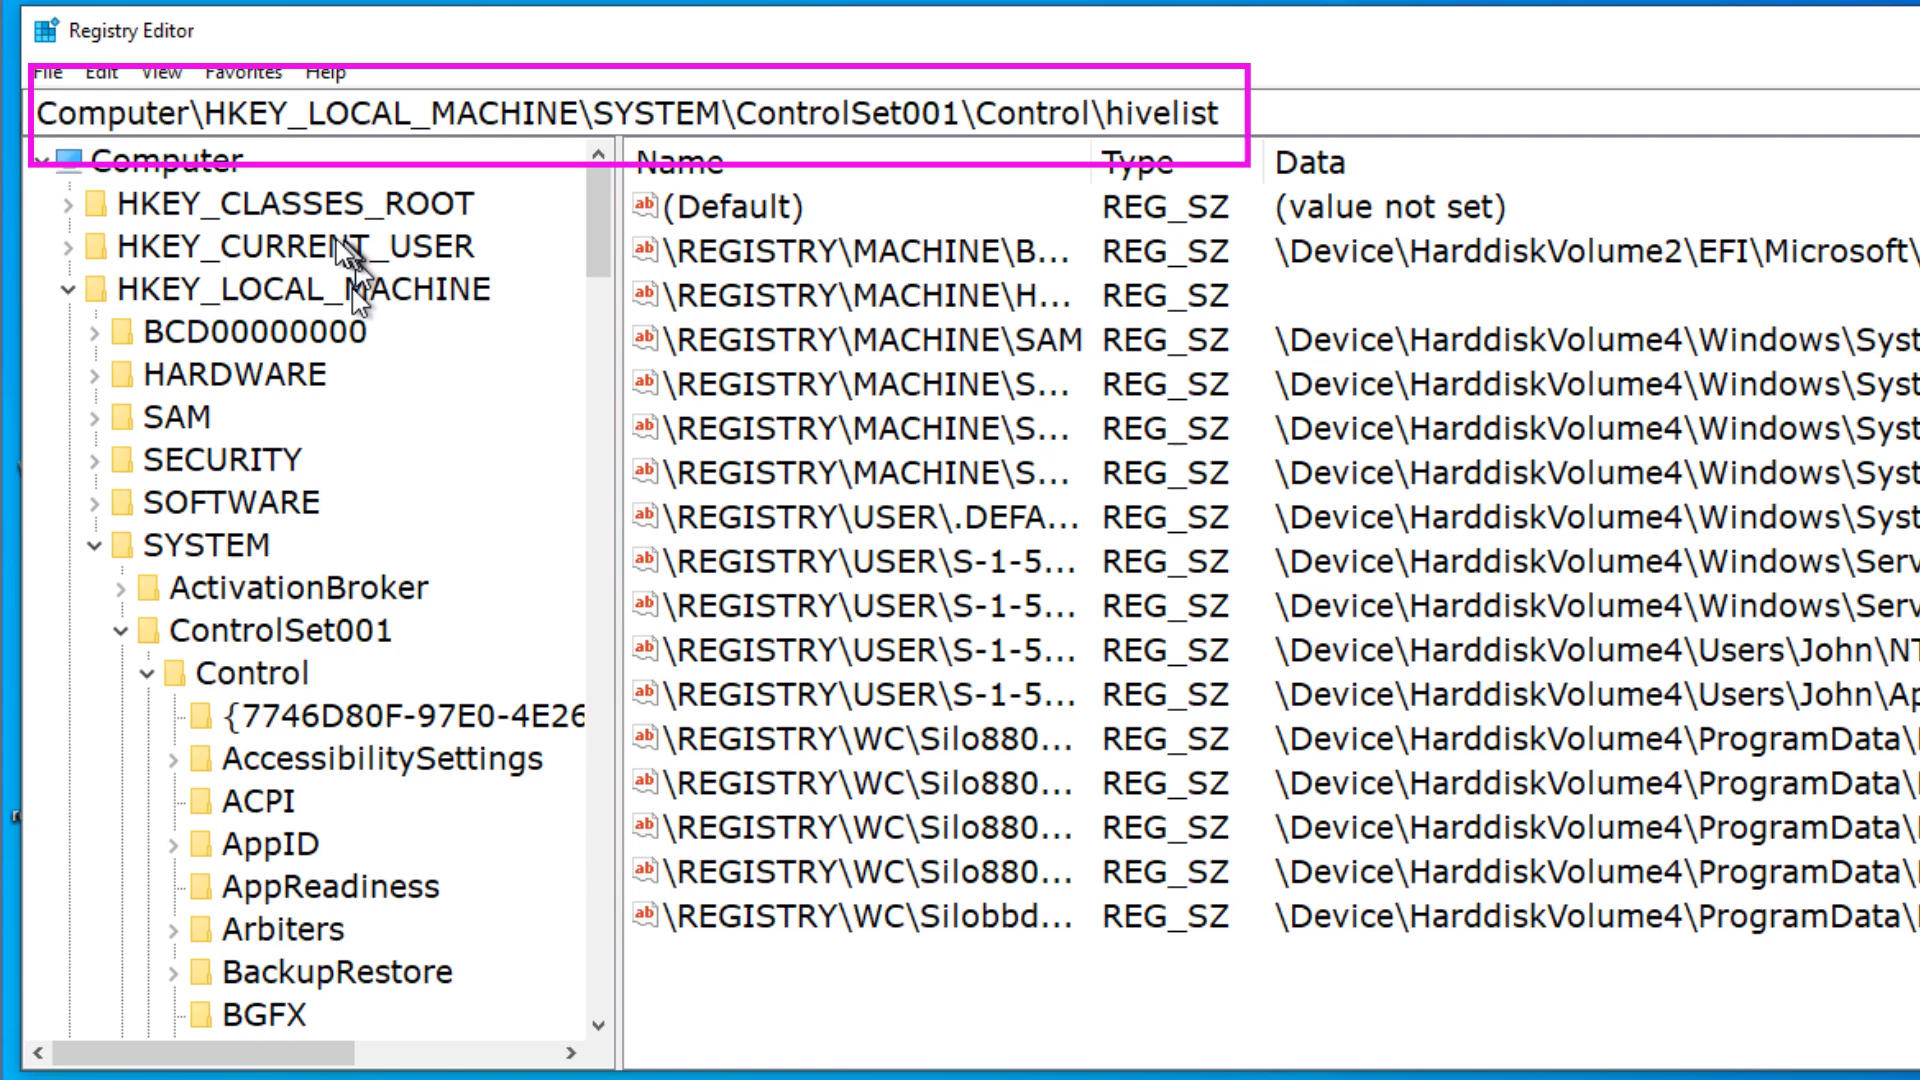 Registry Editor
File Edit View Favorites Help
Computer\HKEY_LOCAL_MACHINE\SYSTEM\ControlSet001\Control\hivelist
Computer
HKEY_CLASSES_ROOT
HKEY_CURRENT_USER
HKEY_LOCAL_MACHINE
BCD00000000
HARDWARE
SAM
SECURITY
SOFTWARE
SYSTEM
ActivationBroker
ControlSet001
Control
{7746D80F-97E0-4E26
AccessibilitySettings
ACPI
AppID
AppReadiness
Arbiters
BackupRestore
BGFX
Name Type Data
(Default) REG_SZ (value not set)
\REGISTRY\MACHINE\B... REG_SZ \Device\HarddiskVolume2\EFI\Microsoft\
\REGISTRY\MACHINE\H... REG_SZ
\REGISTRY\MACHINE\SAM REG_SZ \Device\HarddiskVolume4\Windows\Syst
\REGISTRY\MACHINE\S... REG_SZ \Device\HarddiskVolume4\Windows\Syst
\REGISTRY\MACHINE\S... REG_SZ \Device\HarddiskVolume4\Windows\Syst
\REGISTRY\MACHINE\S... REG_SZ \Device\HarddiskVolume4\Windows\Syst
\REGISTRY\USER\.DEFA... REG_SZ \Device\HarddiskVolume4\Windows\Syst
\REGISTRY\USER\S-1-5... REG_SZ \Device\HarddiskVolume4\Windows\Serv
\REGISTRY\USER\S-1-5... REG_SZ \Device\HarddiskVolume4\Windows\Serv
\REGISTRY\USER\S-1-5... REG_SZ \Device\HarddiskVolume4\Users\John\NT
\REGISTRY\USER\S-1-5... REG_SZ \Device\HarddiskVolume4\Users\John\Ap
\REGISTRY\WC\Silo880... REG_SZ \Device\HarddiskVolume4\ProgramData\
\REGISTRY\WC\Silo880... REG_SZ \Device\HarddiskVolume4\ProgramData\
\REGISTRY\WC\Silo880... REG_SZ \Device\HarddiskVolume4\ProgramData\
\REGISTRY\WC\Silo880... REG_SZ \Device\HarddiskVolume4\ProgramData\
\REGISTRY\WC\Silobbd... REG_SZ \Device\HarddiskVolume4\ProgramData\